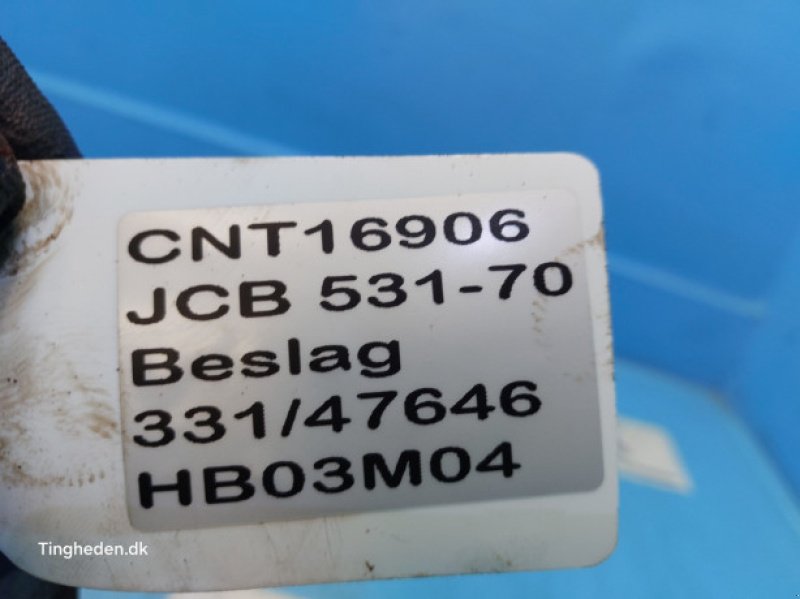 CNT16906
JCB 531-70
Beslag
331/47646
HB03M04
Tingheden.dk